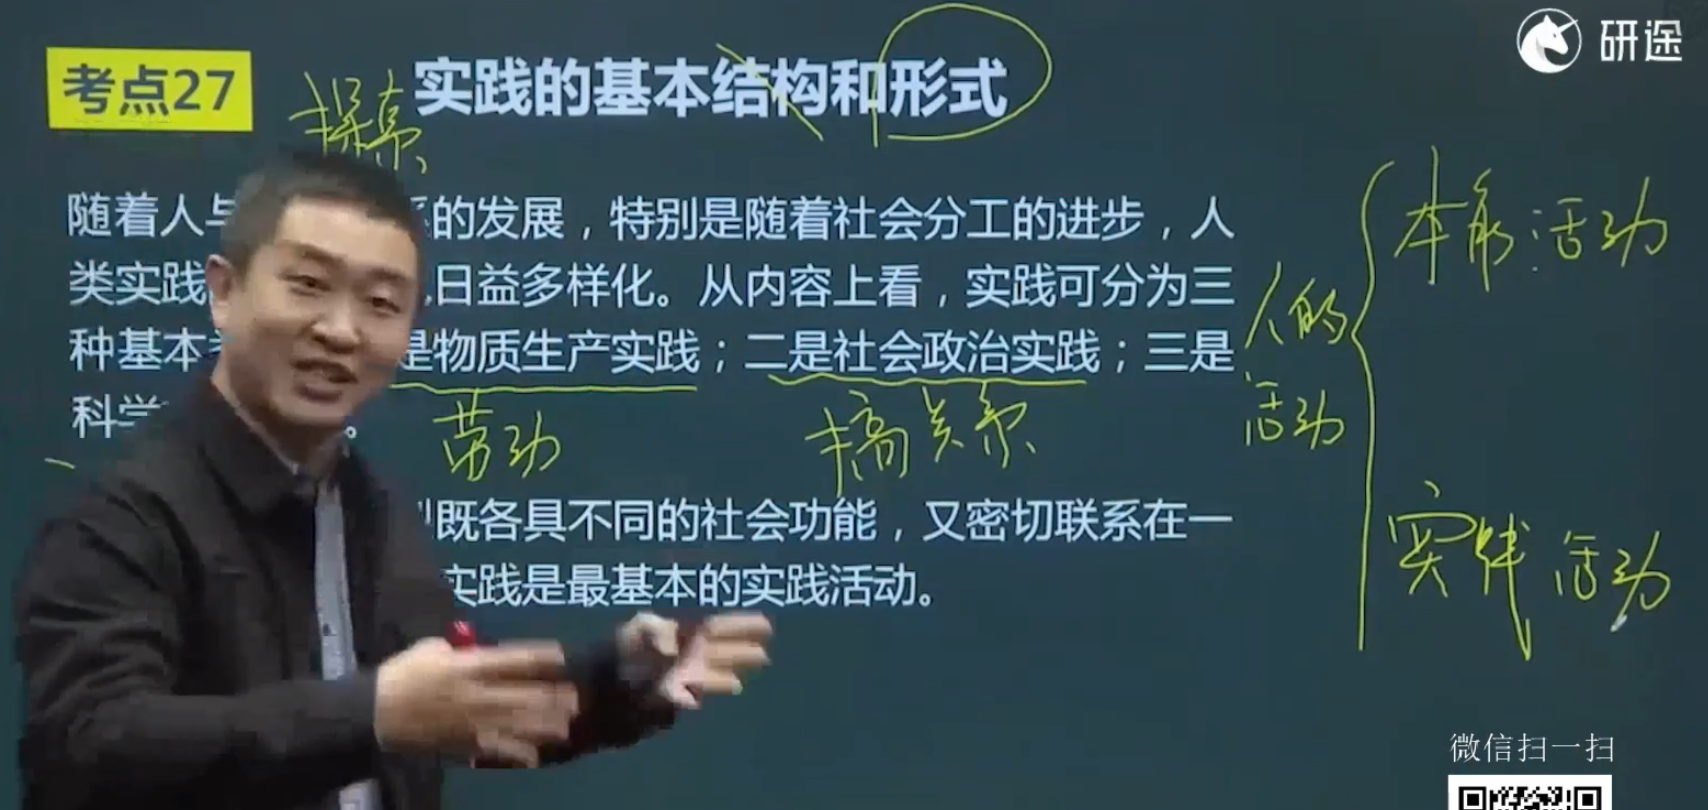 研途
考点27 实践的基本结构和形式
探索
随着人与系的发展，特别是随着社会分工的进步，人
类实践日益多样化。从内容上看，实践可分为三
种基本是物质生产实践；二是社会政治实践；三是
科学。
劳动
搞关系
既各具不同的社会功能，又密切联系在一
实践是最基本的实践活动。
人的
活动
本能活动
实践活动
微信扫一扫